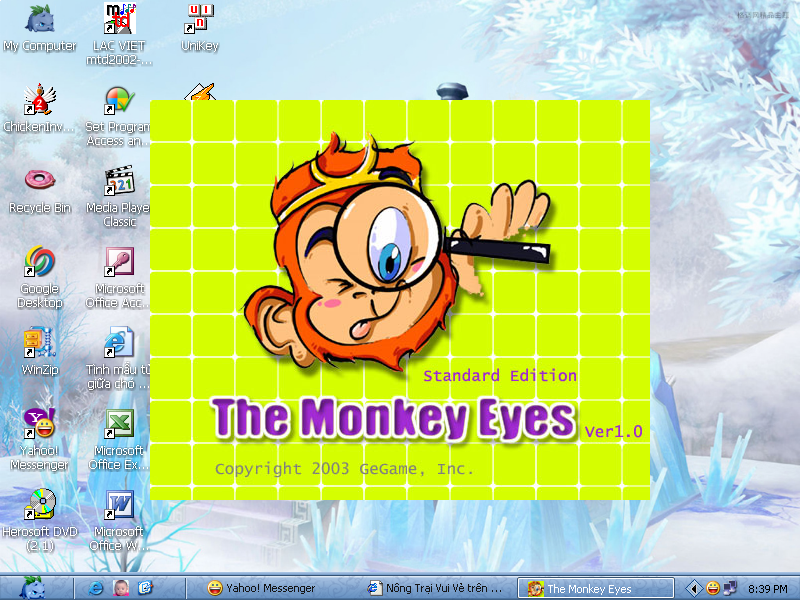 My Computer
LAC VIET
mtd2002-...
UniKey
ChickenInv...
Set Program
Access an...
Recycle Bin
Media Playe
Classic
Google
Desktop
Microsoft
Office Acc...
WinZip
Tinh mau tu
giữa chó ...
Yahoo!
Messenger
Microsoft
Office Ex...
Herosoft DVD
(2.1)
Microsoft
Office W...
Standard Edition
The Monkey Eyes
ver1.0
Copyright 2003 GeGame, Inc.
Yahoo! Messenger
Nông Trại Vui Vẻ trên ...
The Monkey Eyes
8:39 PM